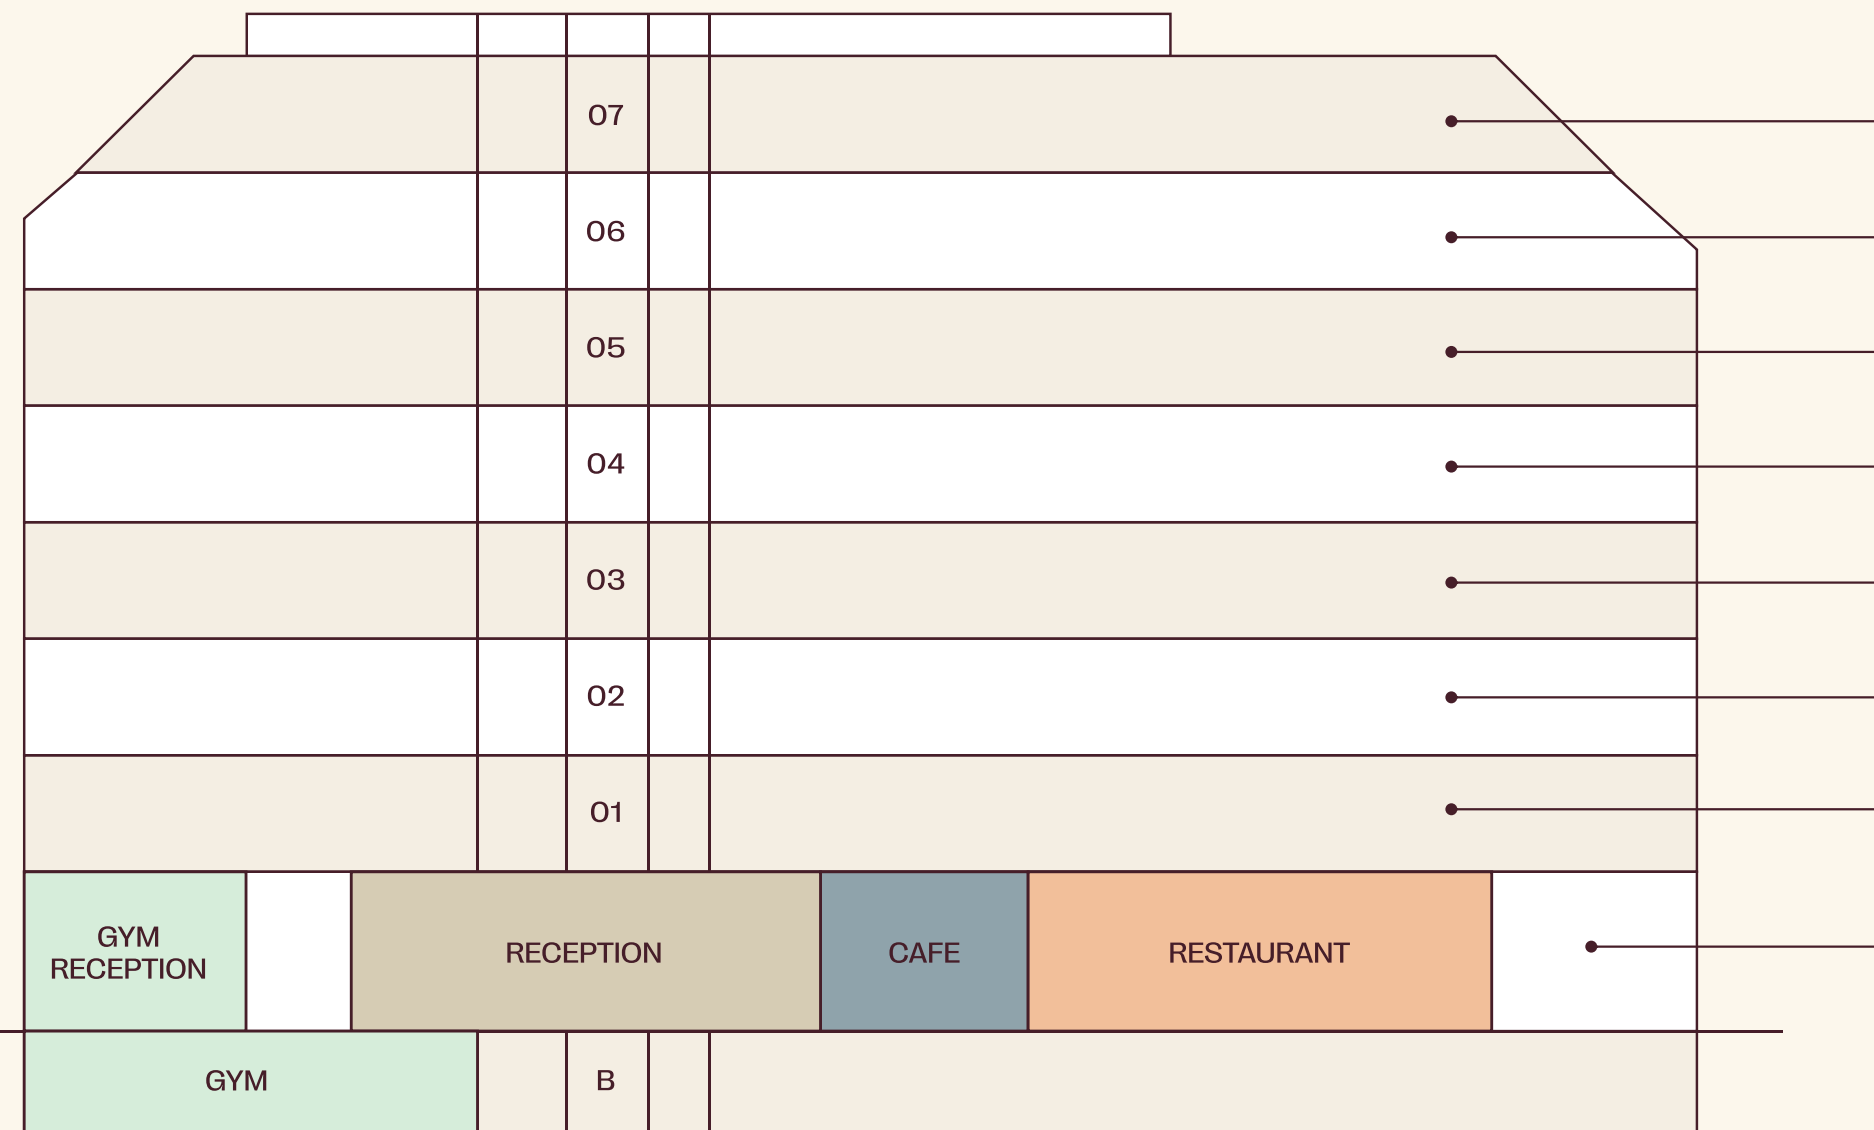 07
06
05
04
03
02
01
GYM
RECEPTION
RECEPTION
CAFE
RESTAURANT
GYM
B